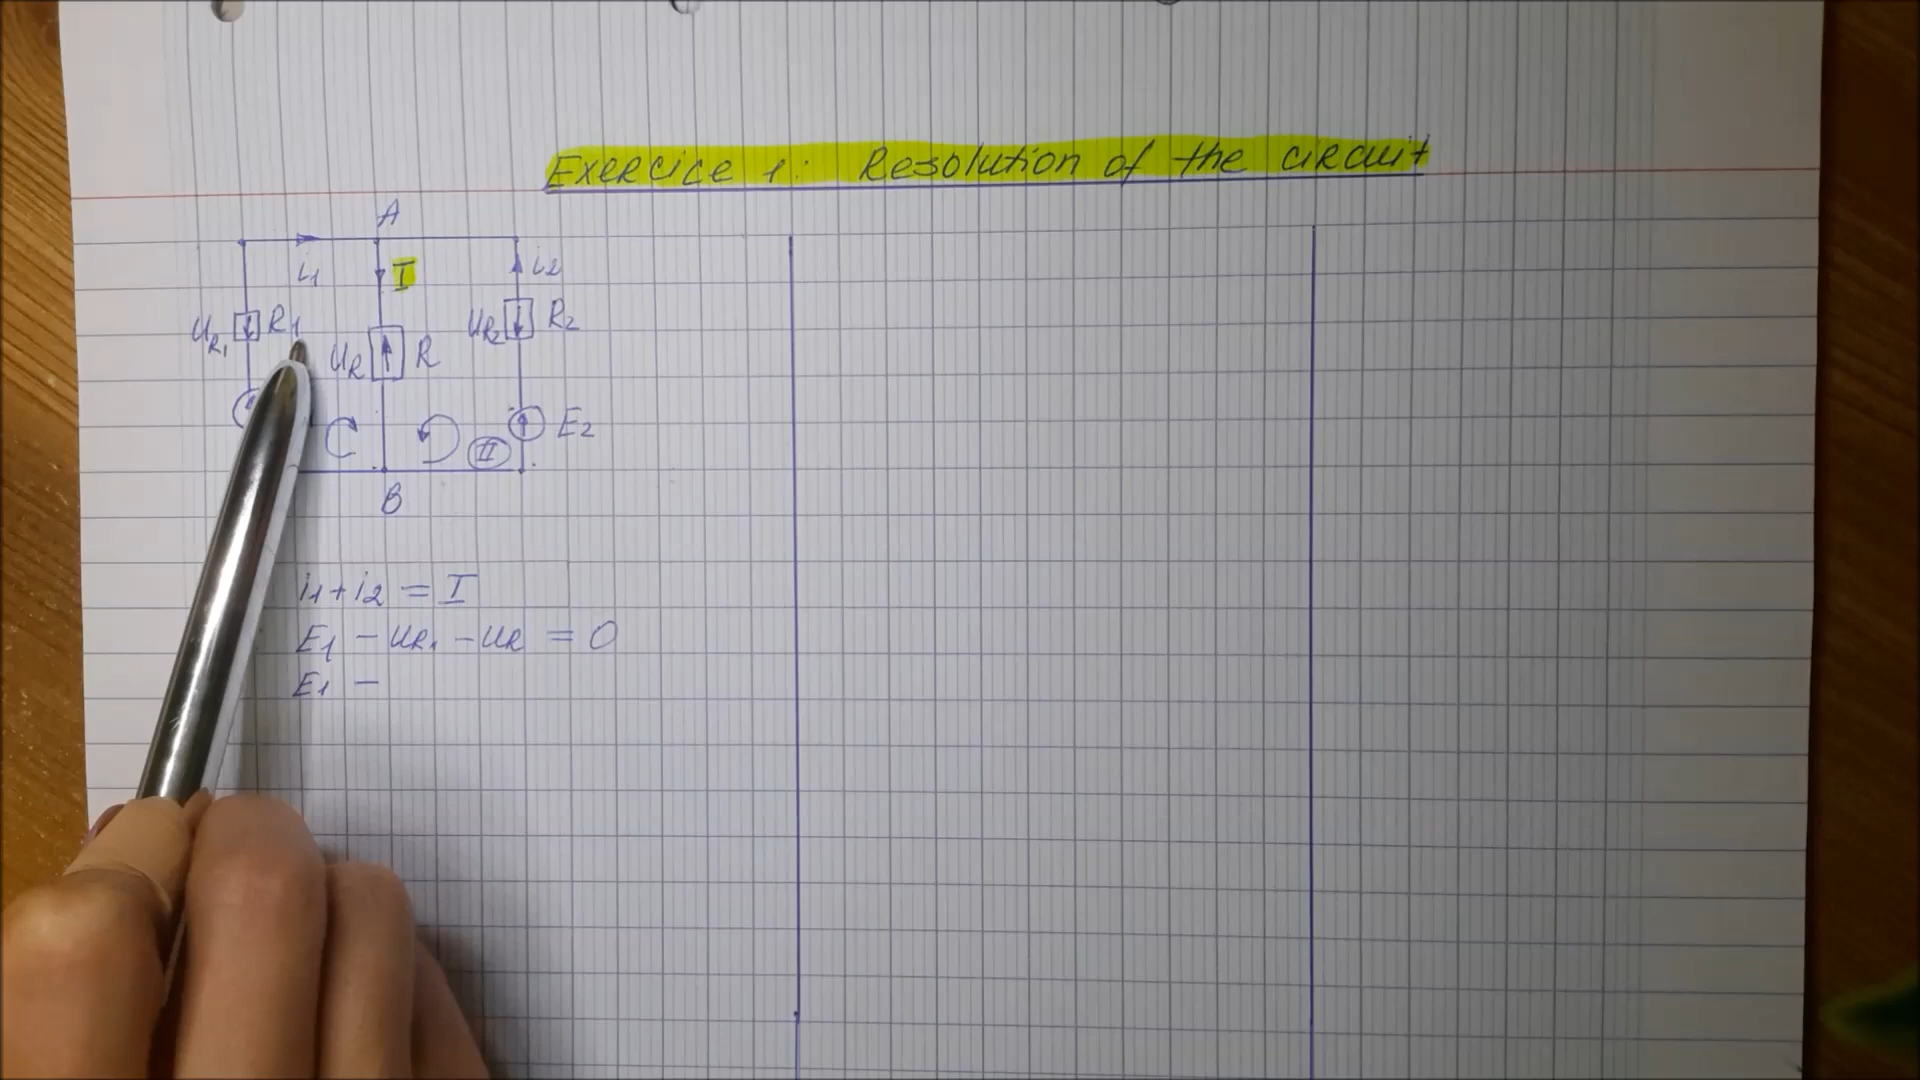 Exercice 1: Resolution of the circuit
A
i1 I i2
UR1 R1 UR R UR2 R2
E2
II
B
i1+i2 = I
E1 - UR1 - UR = 0
E1 -